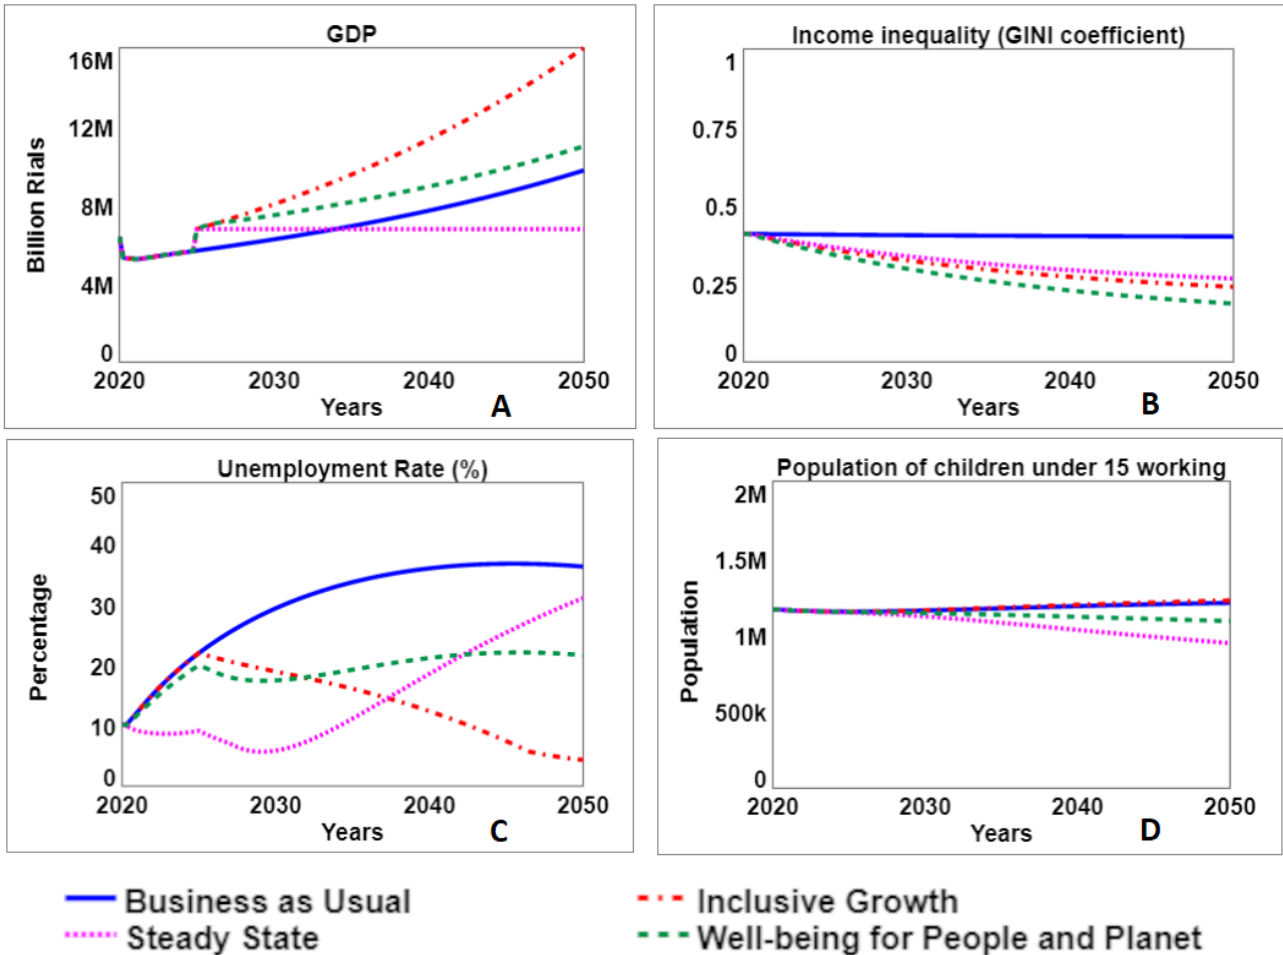 GDP
16M
12M
8M
4M
0
Billion Rials
2020 2030 2040 2050
Years A
Income inequality (GINI coefficient)
1
0.75
0.5
0.25
0
2020 2030 2040 2050
Years B
Unemployment Rate (%)
50
40
30
20
10
0
Percentage
2020 2030 2040 2050
Years C
Population of children under 15 working
2M
1.5M
1M
500k
0
Population
2020 2030 2040 2050
Years D
Business as Usual
Inclusive Growth
Steady State
Well-being for People and Planet